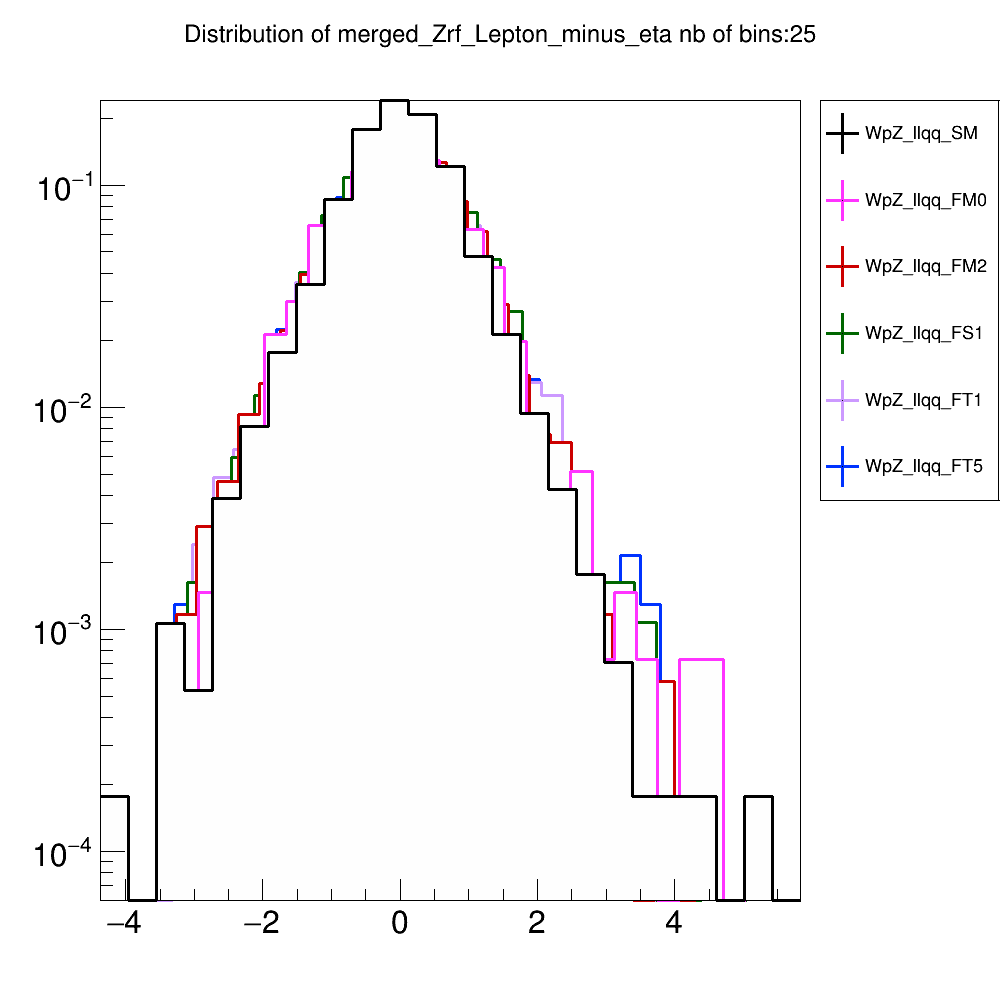 Distribution of merged_Zrf_Lepton_minus_eta nb of bins:25
WpZ_llqq_SM
WpZ_llqq_FM0
WpZ_llqq_FM2
WpZ_llqq_FS1
WpZ_llqq_FT1
WpZ_llqq_FT5
10−1
10−2
10−3
10−4
−4 −2 0 2 4